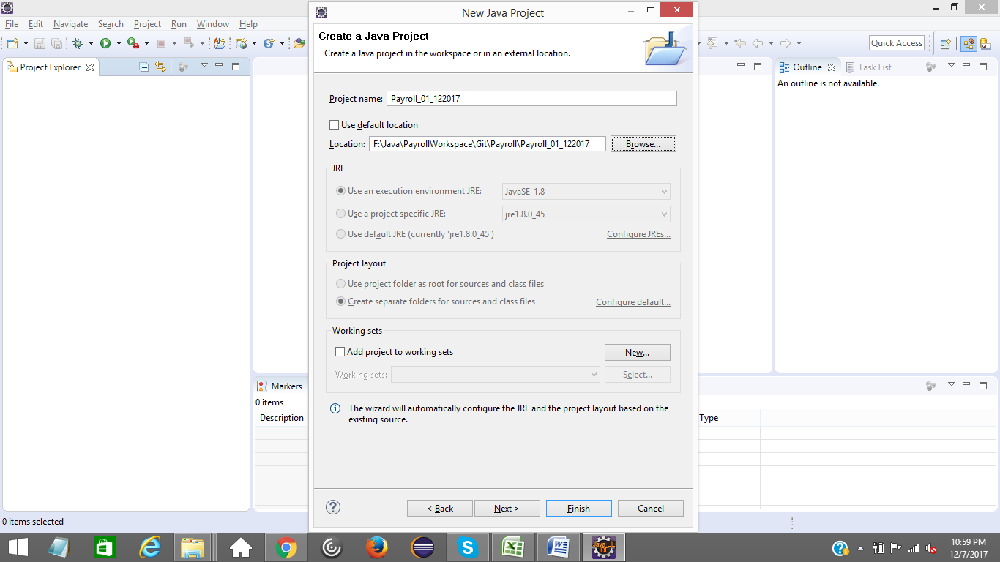 New Java Project
File Edit Navigate Search Project Run Window Help
Quick Access
Project Explorer
Create a Java Project
Create a Java project in the workspace or in an external location.
Outline
Task List
An outline is not available.
Project name: Payroll_01_122017
Use default location
Location: F:\Java\PayrollWorkspace\Git\Payroll\Payroll_01_122017 Browse...
JRE
Use an execution environment JRE: JavaSE-1.8
Use a project specific JRE: jre1.8.0_45
Use default JRE (currently 'jre1.8.0_45') Configure JREs...
Project layout
Use project folder as root for sources and class files
Create separate folders for sources and class files Configure default...
Working sets
Add project to working sets New...
Working sets: Select...
The wizard will automatically configure the JRE and the project layout based on the
existing source.
Markers
0 items
Description Type
< Back Next > Finish Cancel
0 items selected
Java EE
IDE
10:59 PM
12/7/2017